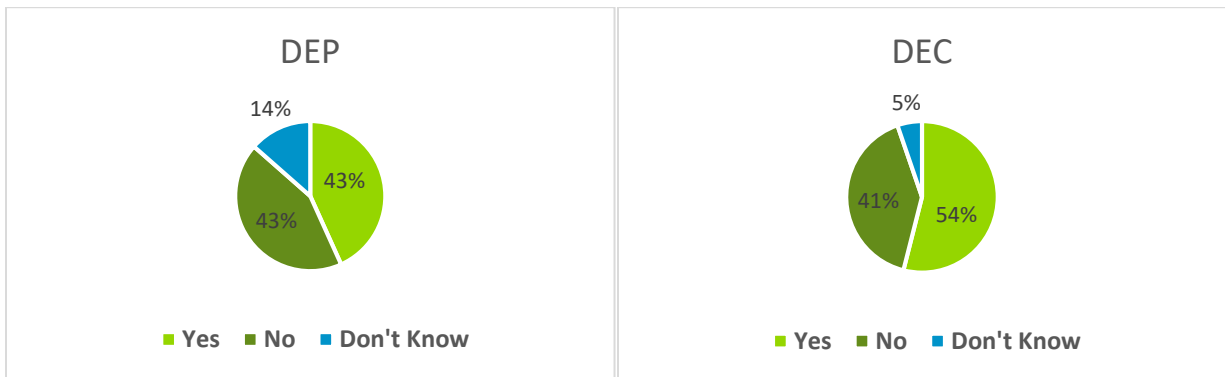 DEP
14%
43%
43%
Yes No Don't Know
DEC
5%
41%
54%
Yes No Don't Know